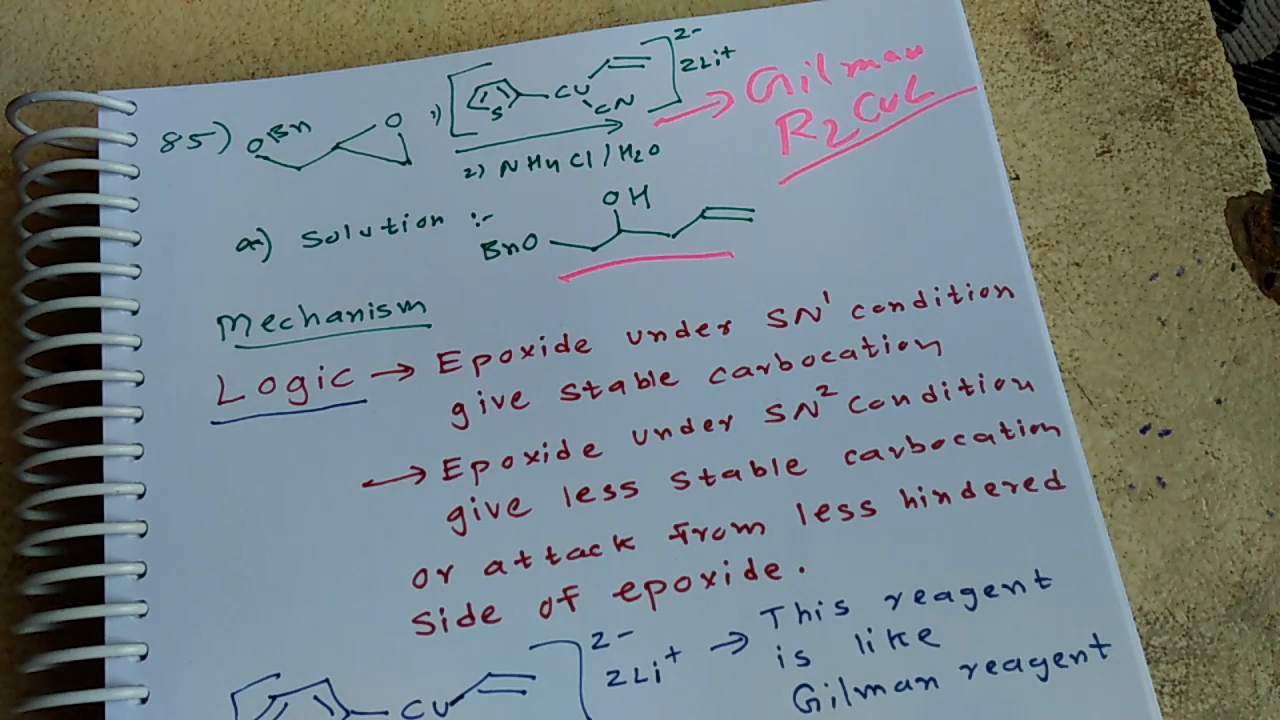 85) OBn O 1) [ S Cu CN ]2- 2Li+ → Gilman
R2CuL
2) NH4Cl / H2O
a) Solution :- BnO OH
Mechanism
Logic → Epoxide under SN1 condition
give stable carbocation
→ Epoxide under SN2 condition
give less stable carbocation
or attack from less hindered
side of epoxide.
Cu ]2- 2Li+ → This reagent
is like
Gilman reagent